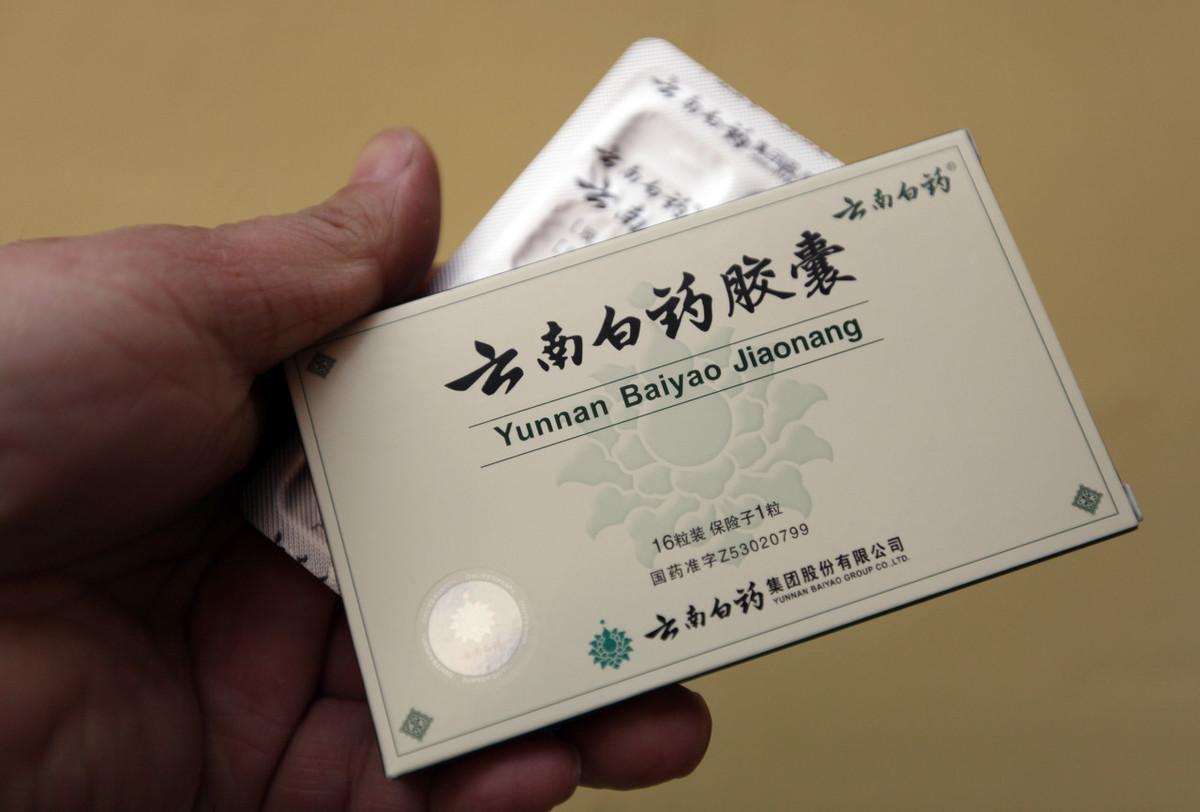 云南白药
云南白药
云南白药®
云南白药胶囊
Yunnan Baiyao Jiaonang
16粒装 保险子1粒
国药准字Z53020799
云南白药集团股份有限公司
YUNNAN BAIYAO GROUP CO.,LTD.